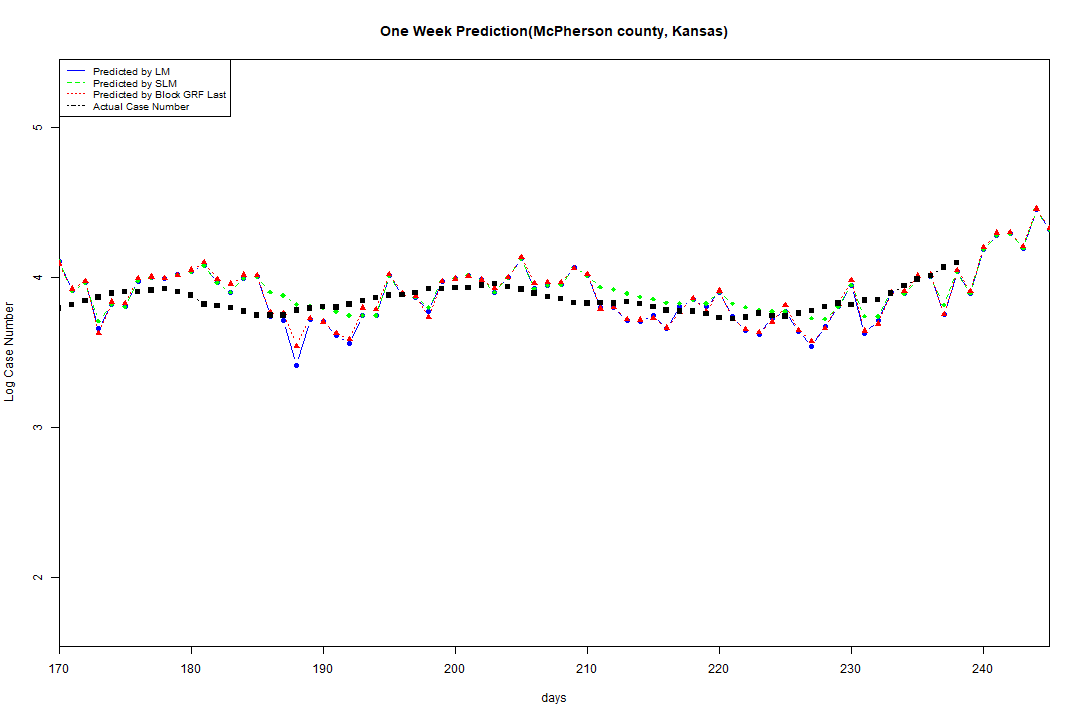 One Week Prediction(McPherson county, Kansas)
Predicted by LM
Predicted by SLM
Predicted by Block GRF Last
Actual Case Number
5
4
3
2
Log Case Number
170 180 190 200 210 220 230 240
days